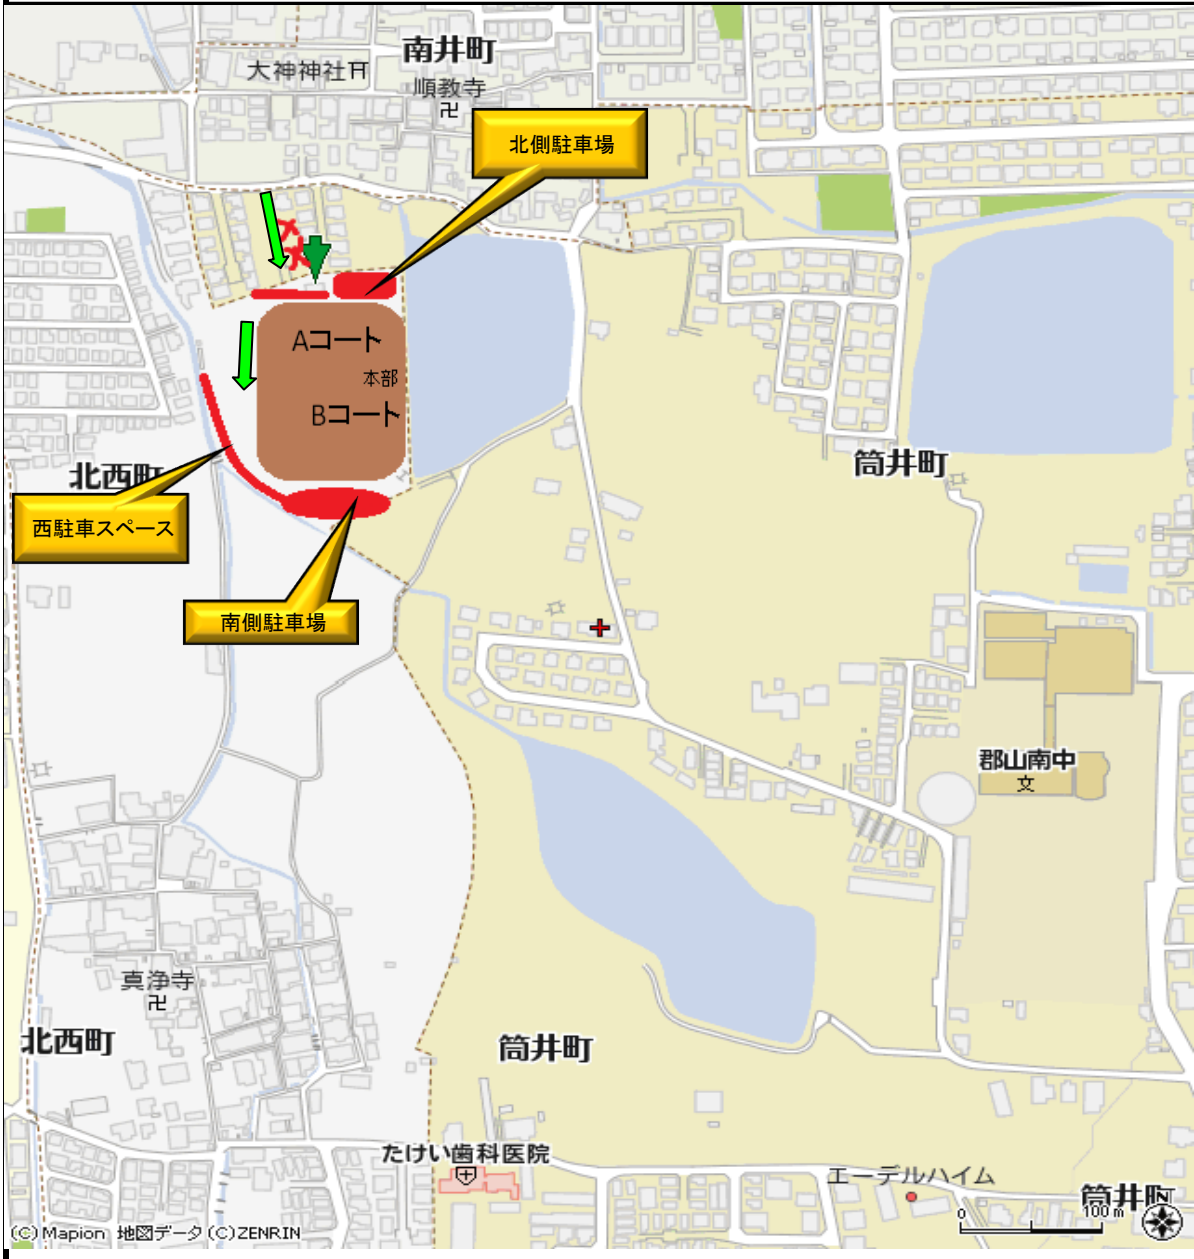 南井町
大神神社
順教寺
北側駐車場
Aコート
本部
Bコート
北西町
筒井町
西駐車スペース
南側駐車場
郡山南中
文
真浄寺
北西町
筒井町
たけい歯科医院
エーデルハイム
筒井町
0
100m
(C)Mapion 地図データ(C)ZENRIN